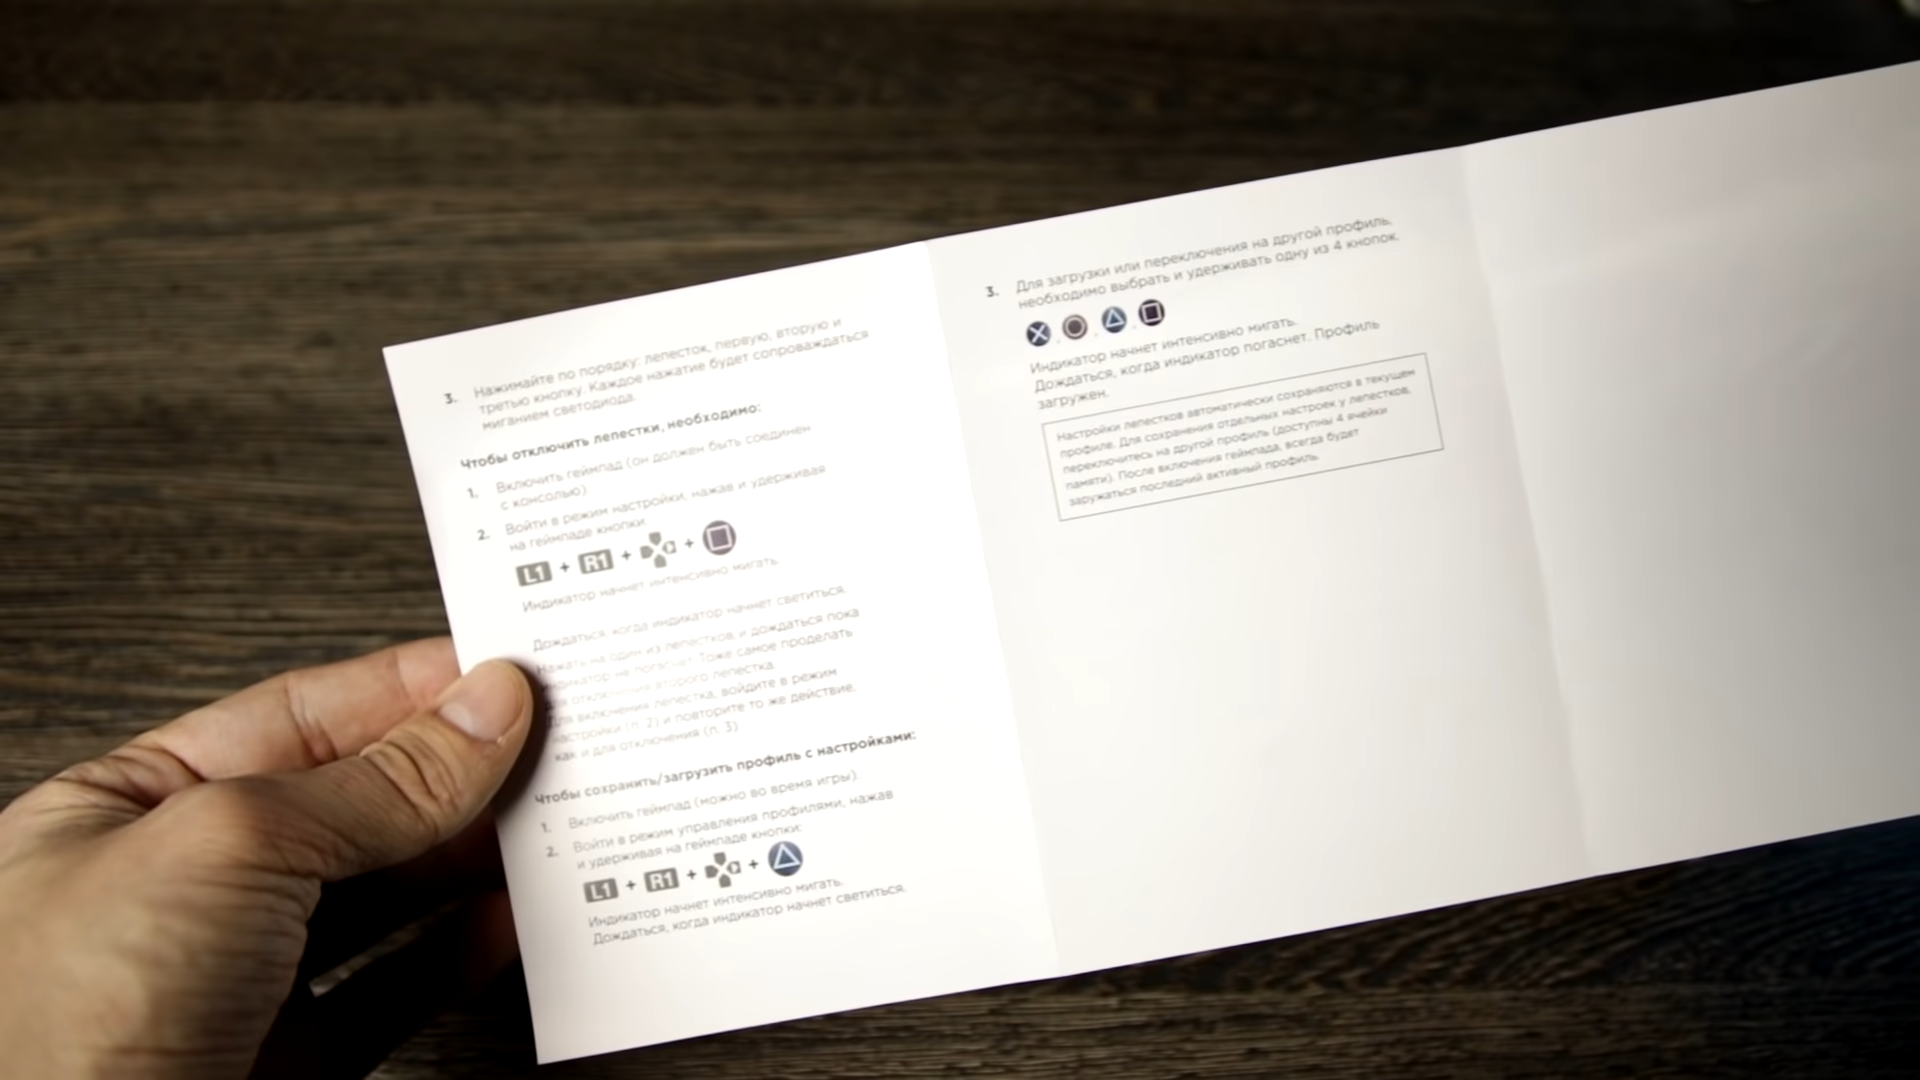 3. Нажимайте по порядку: лепесток, первую, вторую и
третью кнопку. Каждое нажатие будет сопроваждаться
миганием светодиода.
Чтобы отключить лепестки, необходимо:
1. Включить геймпад (он должен быть соединен
с консолью)
2. Войти в режим настройки, нажав и удерживая
на геймпаде кнопки:
L1 + R1 + +
Индикатор начнет интенсивно мигать.
Дождаться, когда индикатор начнет светиться.
Нажать на один из лепестков, и дождаться пока
индикатор не погаснет. Тоже самое проделать
для отключения второго лепестка.
Для включения лепестка, войдите в режим
настройки (п. 2) и повторите то же действие,
как и для отключения (п. 3)
Чтобы сохранить/загрузить профиль с настройками:
1. Включить геймпад (можно во время игры).
2. Войти в режим управления профилями, нажав
и удерживая на геймпаде кнопки:
L1 + R1 + +
Индикатор начнет интенсивно мигать.
Дождаться, когда индикатор начнет светиться.
3. Для загрузки или переключения на другой профиль,
необходимо выбрать и удерживать одну из 4 кнопок.
, , ,
Индикатор начнет интенсивно мигать.
Дождаться, когда индикатор погаснет. Профиль
загружен.
Настройки лепестков автоматически сохраняются в текущем
профиле. Для сохранения отдельных настроек у лепестков,
переключитесь на другой профиль (доступны 4 ячейки
памяти). После включения геймпада, всегда будет
заружаться последний активный профиль.